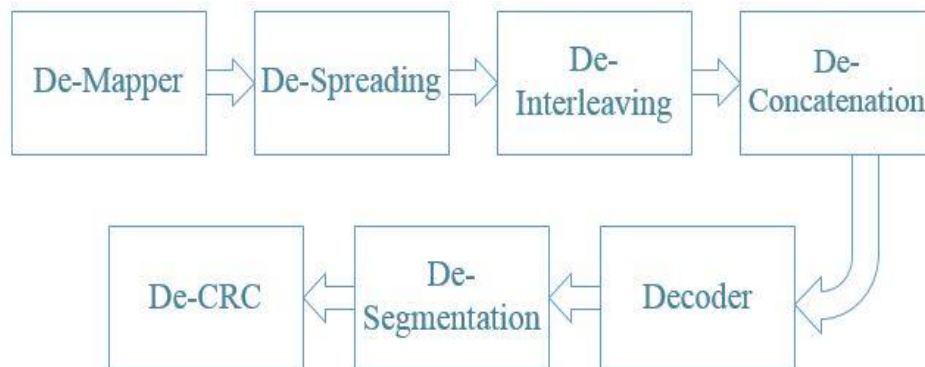 De-Mapper
De-Spreading
De-
Interleaving
De-
Concatenation
Decoder
De-
Segmentation
De-CRC